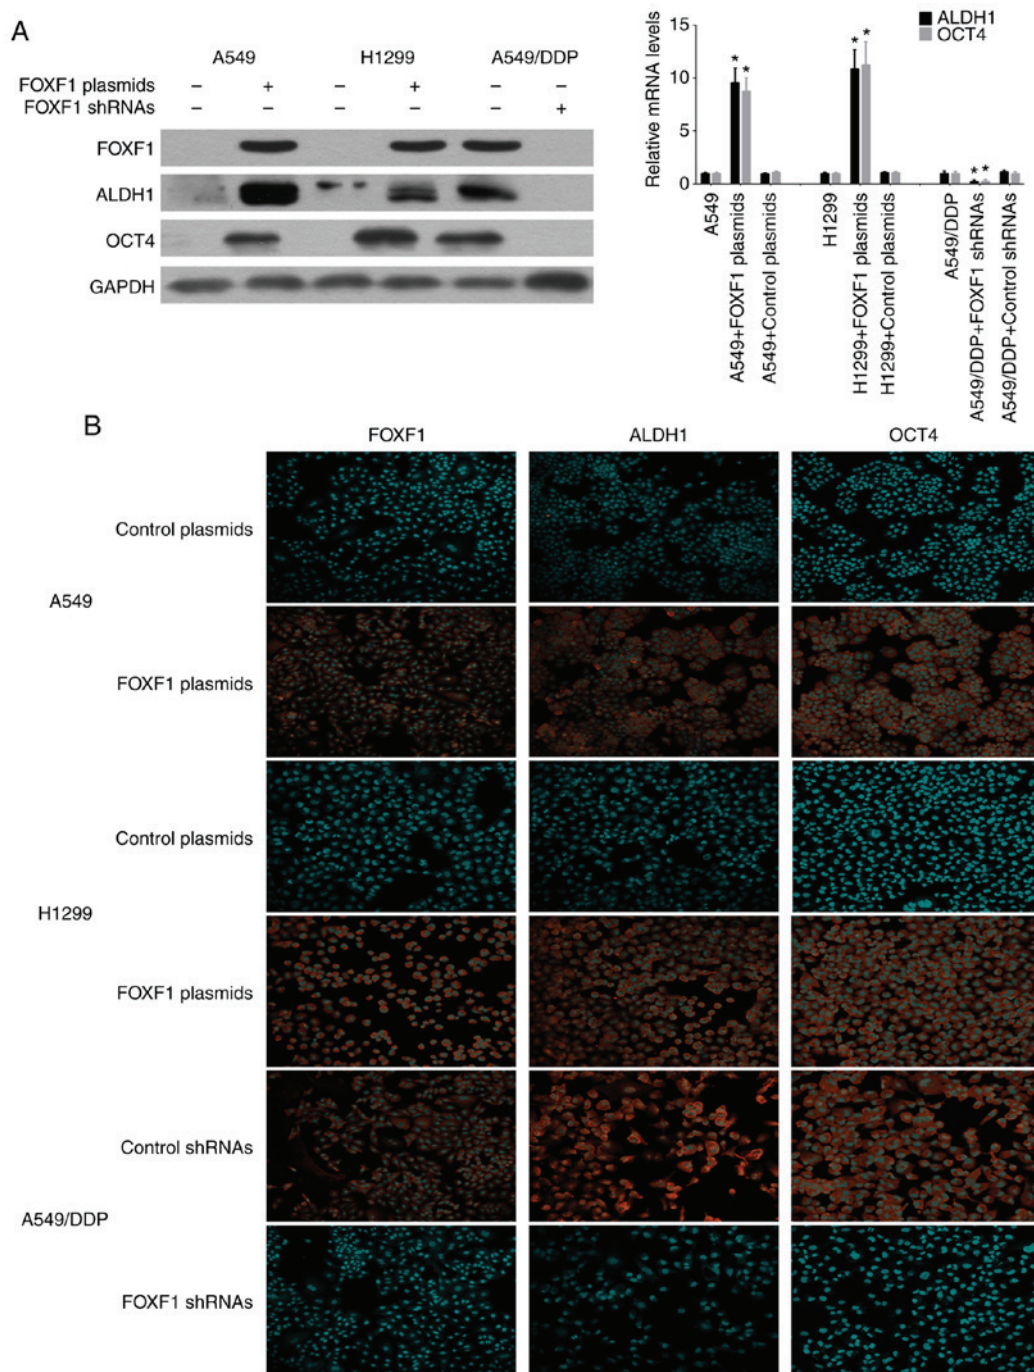 A
A549 H1299 A549/DDP
FOXF1 plasmids – + – + – –
FOXF1 shRNAs – – – – – +
FOXF1
ALDH1
OCT4
GAPDH
ALDH1
OCT4
Relative mRNA levels
15
10
5
0
* * * * * *
A549
A549+FOXF1 plasmids
A549+Control plasmids
H1299
H1299+FOXF1 plasmids
H1299+Control plasmids
A549/DDP
A549/DDP+FOXF1 shRNAs
A549/DDP+Control shRNAs
B
FOXF1 ALDH1 OCT4
Control plasmids
A549
FOXF1 plasmids
Control plasmids
H1299
FOXF1 plasmids
Control shRNAs
A549/DDP
FOXF1 shRNAs